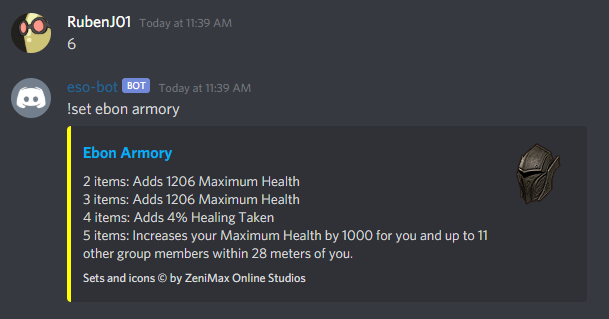 RubenJ01 Today at 11:39 AM
6
eso-bot BOT Today at 11:39 AM
!set ebon armory
Ebon Armory
2 items: Adds 1206 Maximum Health
3 items: Adds 1206 Maximum Health
4 items: Adds 4% Healing Taken
5 items: Increases your Maximum Health by 1000 for you and up to 11
other group members within 28 meters of you.
Sets and icons © by ZeniMax Online Studios